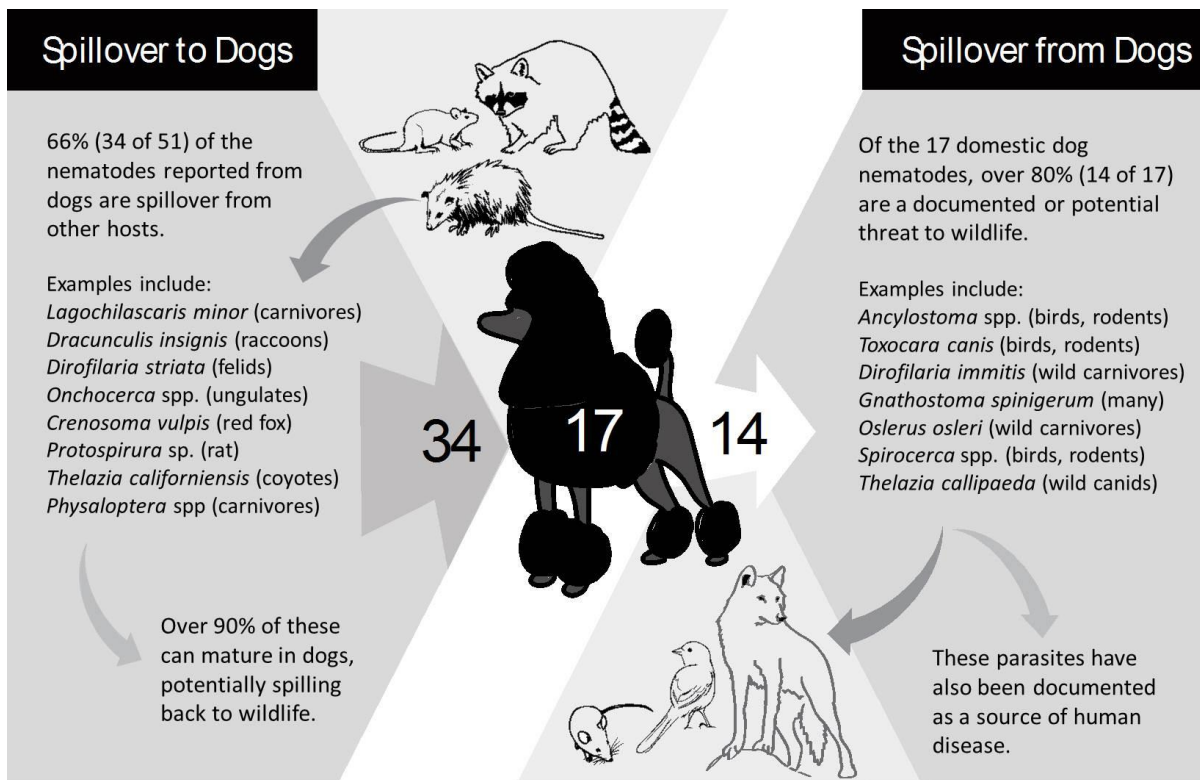 Spillover to Dogs
66% (34 of 51) of the
nematodes reported from
dogs are spillover from
other hosts.
Examples include:
Lagochilascaris minor (carnivores)
Dracunculis insignis (raccoons)
Dirofilaria striata (felids)
Onchocerca spp. (ungulates)
Crenosoma vulpis (red fox)
Protospirura sp. (rat)
Thelazia californiensis (coyotes)
Physaloptera spp (carnivores)
Over 90% of these
can mature in dogs,
potentially spilling
back to wildlife.
34
17
14
Spillover from Dogs
Of the 17 domestic dog
nematodes, over 80% (14 of 17)
are a documented or potential
threat to wildlife.
Examples include:
Ancylostoma spp. (birds, rodents)
Toxocara canis (birds, rodents)
Dirofilaria immitis (wild carnivores)
Gnathostoma spinigerum (many)
Oslerus osleri (wild carnivores)
Spirocerca spp. (birds, rodents)
Thelazia callipaeda (wild canids)
These parasites have
also been documented
as a source of human
disease.